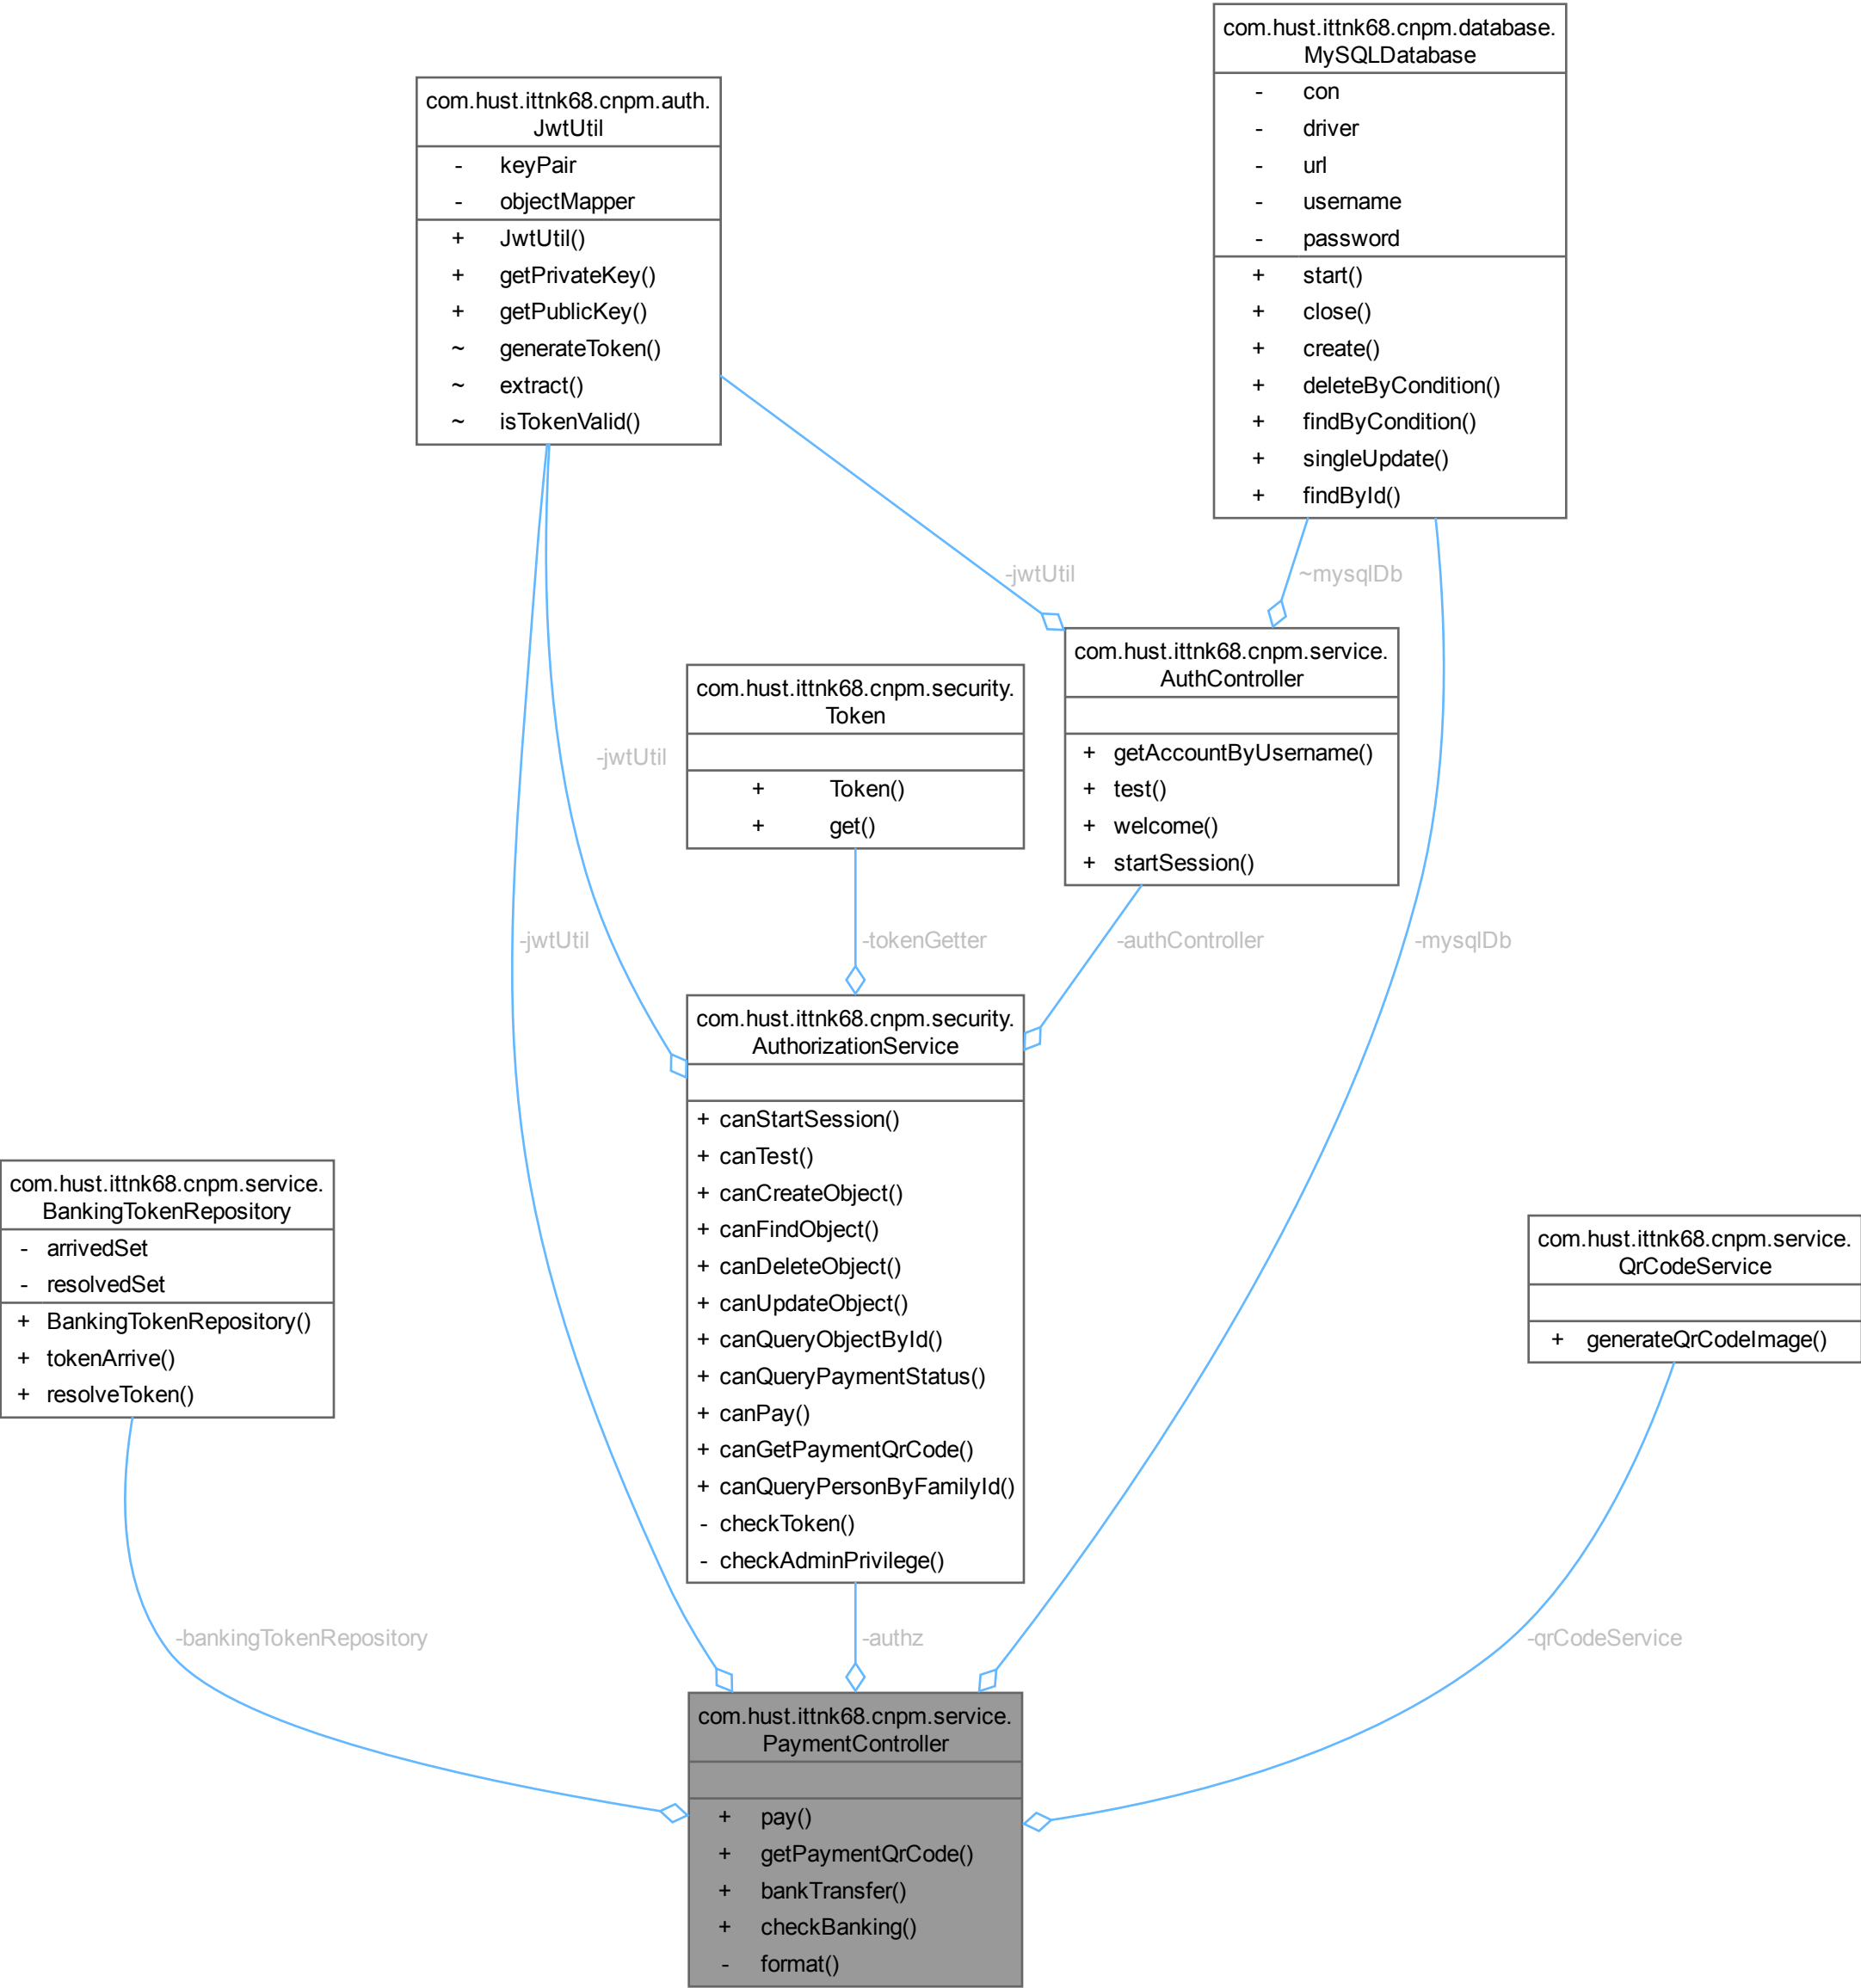 com.hust.ittnk68.cnpm.database.
MySQLDatabase
- con
- driver
- url
- username
- password
+ start()
+ close()
+ create()
+ deleteByCondition()
+ findByCondition()
+ singleUpdate()
+ findById()
com.hust.ittnk68.cnpm.auth.
JwtUtil
- keyPair
- objectMapper
+ JwtUtil()
+ getPrivateKey()
+ getPublicKey()
~ generateToken()
~ extract()
~ isTokenValid()
-jwtUtil
~mysqlDb
com.hust.ittnk68.cnpm.service.
AuthController
+ getAccountByUsername()
+ test()
+ welcome()
+ startSession()
com.hust.ittnk68.cnpm.security.
Token
+ Token()
+ get()
-jwtUtil
-jwtUtil
-tokenGetter
-authController
-mysqlDb
com.hust.ittnk68.cnpm.security.
AuthorizationService
+ canStartSession()
+ canTest()
+ canCreateObject()
+ canFindObject()
+ canDeleteObject()
+ canUpdateObject()
+ canQueryObjectById()
+ canQueryPaymentStatus()
+ canPay()
+ canGetPaymentQrCode()
+ canQueryPersonByFamilyId()
- checkToken()
- checkAdminPrivilege()
com.hust.ittnk68.cnpm.service.
BankingTokenRepository
- arrivedSet
- resolvedSet
+ BankingTokenRepository()
+ tokenArrive()
+ resolveToken()
com.hust.ittnk68.cnpm.service.
QrCodeService
+ generateQrCodeImage()
-bankingTokenRepository
-authz
-qrCodeService
com.hust.ittnk68.cnpm.service.
PaymentController
+ pay()
+ getPaymentQrCode()
+ bankTransfer()
+ checkBanking()
- format()